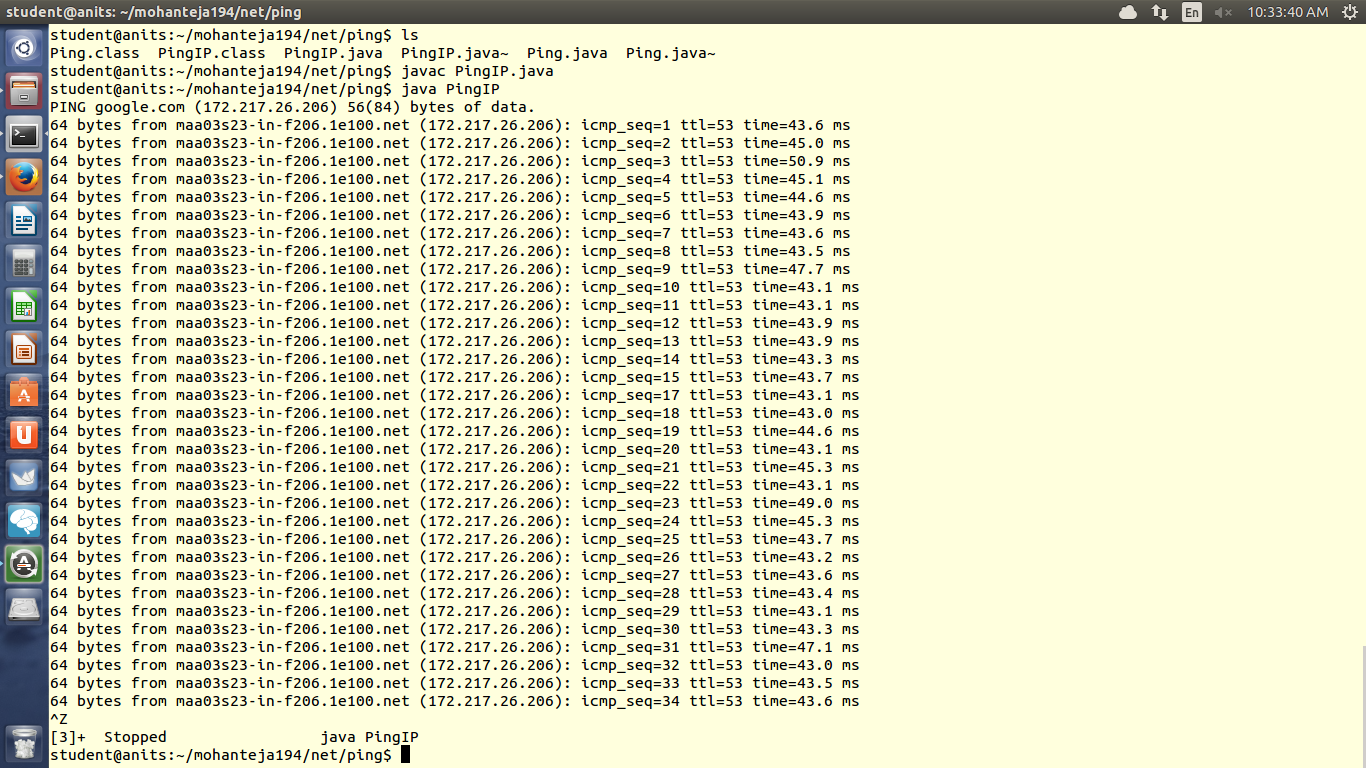 student@anits: ~/mohanteja194/net/ping
En
10:33:40 AM
student@anits:~/mohanteja194/net/ping$ ls
Ping.class  PingIP.class  PingIP.java  PingIP.java~  Ping.java  Ping.java~
student@anits:~/mohanteja194/net/ping$ javac PingIP.java
student@anits:~/mohanteja194/net/ping$ java PingIP
PING google.com (172.217.26.206) 56(84) bytes of data.
64 bytes from maa03s23-in-f206.1e100.net (172.217.26.206): icmp_seq=1 ttl=53 time=43.6 ms
64 bytes from maa03s23-in-f206.1e100.net (172.217.26.206): icmp_seq=2 ttl=53 time=45.0 ms
64 bytes from maa03s23-in-f206.1e100.net (172.217.26.206): icmp_seq=3 ttl=53 time=50.9 ms
64 bytes from maa03s23-in-f206.1e100.net (172.217.26.206): icmp_seq=4 ttl=53 time=45.1 ms
64 bytes from maa03s23-in-f206.1e100.net (172.217.26.206): icmp_seq=5 ttl=53 time=44.6 ms
64 bytes from maa03s23-in-f206.1e100.net (172.217.26.206): icmp_seq=6 ttl=53 time=43.9 ms
64 bytes from maa03s23-in-f206.1e100.net (172.217.26.206): icmp_seq=7 ttl=53 time=43.6 ms
64 bytes from maa03s23-in-f206.1e100.net (172.217.26.206): icmp_seq=8 ttl=53 time=43.5 ms
64 bytes from maa03s23-in-f206.1e100.net (172.217.26.206): icmp_seq=9 ttl=53 time=47.7 ms
64 bytes from maa03s23-in-f206.1e100.net (172.217.26.206): icmp_seq=10 ttl=53 time=43.1 ms
64 bytes from maa03s23-in-f206.1e100.net (172.217.26.206): icmp_seq=11 ttl=53 time=43.1 ms
64 bytes from maa03s23-in-f206.1e100.net (172.217.26.206): icmp_seq=12 ttl=53 time=43.9 ms
64 bytes from maa03s23-in-f206.1e100.net (172.217.26.206): icmp_seq=13 ttl=53 time=43.9 ms
64 bytes from maa03s23-in-f206.1e100.net (172.217.26.206): icmp_seq=14 ttl=53 time=43.3 ms
64 bytes from maa03s23-in-f206.1e100.net (172.217.26.206): icmp_seq=15 ttl=53 time=43.7 ms
64 bytes from maa03s23-in-f206.1e100.net (172.217.26.206): icmp_seq=17 ttl=53 time=43.1 ms
64 bytes from maa03s23-in-f206.1e100.net (172.217.26.206): icmp_seq=18 ttl=53 time=43.0 ms
64 bytes from maa03s23-in-f206.1e100.net (172.217.26.206): icmp_seq=19 ttl=53 time=44.6 ms
64 bytes from maa03s23-in-f206.1e100.net (172.217.26.206): icmp_seq=20 ttl=53 time=43.1 ms
64 bytes from maa03s23-in-f206.1e100.net (172.217.26.206): icmp_seq=21 ttl=53 time=45.3 ms
64 bytes from maa03s23-in-f206.1e100.net (172.217.26.206): icmp_seq=22 ttl=53 time=43.1 ms
64 bytes from maa03s23-in-f206.1e100.net (172.217.26.206): icmp_seq=23 ttl=53 time=49.0 ms
64 bytes from maa03s23-in-f206.1e100.net (172.217.26.206): icmp_seq=24 ttl=53 time=45.3 ms
64 bytes from maa03s23-in-f206.1e100.net (172.217.26.206): icmp_seq=25 ttl=53 time=43.7 ms
64 bytes from maa03s23-in-f206.1e100.net (172.217.26.206): icmp_seq=26 ttl=53 time=43.2 ms
64 bytes from maa03s23-in-f206.1e100.net (172.217.26.206): icmp_seq=27 ttl=53 time=43.6 ms
64 bytes from maa03s23-in-f206.1e100.net (172.217.26.206): icmp_seq=28 ttl=53 time=43.4 ms
64 bytes from maa03s23-in-f206.1e100.net (172.217.26.206): icmp_seq=29 ttl=53 time=43.1 ms
64 bytes from maa03s23-in-f206.1e100.net (172.217.26.206): icmp_seq=30 ttl=53 time=43.3 ms
64 bytes from maa03s23-in-f206.1e100.net (172.217.26.206): icmp_seq=31 ttl=53 time=47.1 ms
64 bytes from maa03s23-in-f206.1e100.net (172.217.26.206): icmp_seq=32 ttl=53 time=43.0 ms
64 bytes from maa03s23-in-f206.1e100.net (172.217.26.206): icmp_seq=33 ttl=53 time=43.5 ms
64 bytes from maa03s23-in-f206.1e100.net (172.217.26.206): icmp_seq=34 ttl=53 time=43.6 ms
^Z
[3]+  Stopped                 java PingIP
student@anits:~/mohanteja194/net/ping$